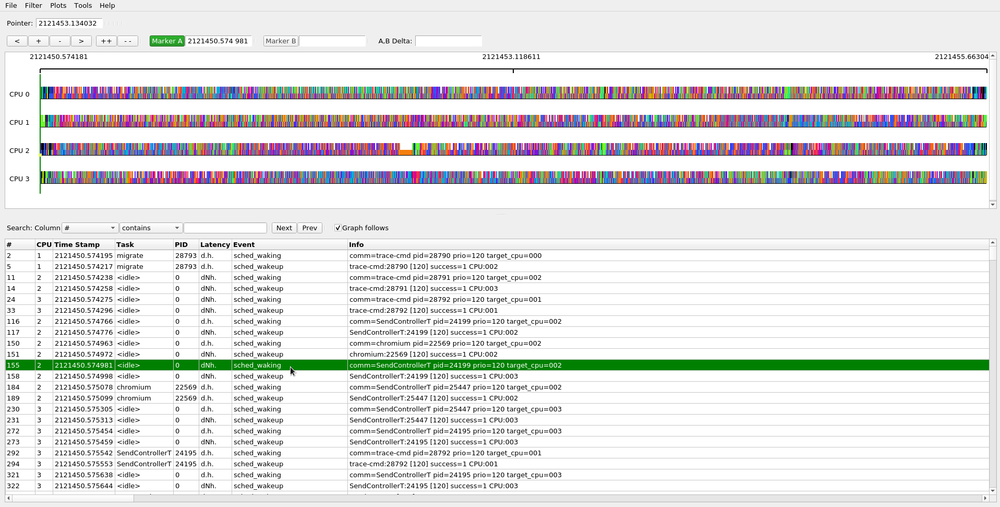 File Filter Plots Tools Help
Pointer: 2121453.134032
< + - > ++ -- Marker A 2121450.574 981 Marker B A,B Delta:
2121450.574181 2121453.118611 2121455.66304
CPU 0
CPU 1
CPU 2
CPU 3
Search: Column # contains Next Prev Graph follows
# CPU Time Stamp Task PID Latency Event Info
2 1 2121450.574195 migrate 28793 d.h. sched_waking comm=trace-cmd pid=28790 prio=120 target_cpu=000
5 1 2121450.574217 migrate 28793 d.h. sched_wakeup trace-cmd:28790 [120] success=1 CPU:002
11 2 2121450.574238 <idle> 0 dNh. sched_waking comm=trace-cmd pid=28791 prio=120 target_cpu=002
14 2 2121450.574258 <idle> 0 dNh. sched_wakeup trace-cmd:28791 [120] success=1 CPU:003
24 3 2121450.574275 <idle> 0 dNh. sched_waking comm=trace-cmd pid=28792 prio=120 target_cpu=001
33 3 2121450.574296 <idle> 0 dNh. sched_wakeup trace-cmd:28792 [120] success=1 CPU:001
116 2 2121450.574766 <idle> 0 d.h. sched_waking comm=SendControllerT pid=24199 prio=120 target_cpu=002
117 2 2121450.574776 <idle> 0 dNh. sched_wakeup SendControllerT:24199 [120] success=1 CPU:002
150 2 2121450.574963 <idle> 0 d.h. sched_waking comm=chromium pid=22569 prio=120 target_cpu=002
151 2 2121450.574972 <idle> 0 dNh. sched_wakeup chromium:22569 [120] success=1 CPU:002
155 2 2121450.574981 <idle> 0 dNh. sched_waking comm=SendControllerT pid=24199 prio=120 target_cpu=002
158 2 2121450.574998 <idle> 0 dNh. sched_wakeup SendControllerT:24199 [120] success=1 CPU:003
184 2 2121450.575078 chromium 22569 d.h. sched_waking comm=SendControllerT pid=25447 prio=120 target_cpu=002
189 2 2121450.575099 chromium 22569 d.h. sched_wakeup SendControllerT:25447 [120] success=1 CPU:002
230 3 2121450.575305 <idle> 0 d.h. sched_waking comm=SendControllerT pid=25447 prio=120 target_cpu=003
231 3 2121450.575313 <idle> 0 dNh. sched_wakeup SendControllerT:25447 [120] success=1 CPU:003
272 3 2121450.575454 <idle> 0 d.h. sched_waking comm=SendControllerT pid=24195 prio=120 target_cpu=003
273 3 2121450.575459 <idle> 0 dNh. sched_wakeup SendControllerT:24195 [120] success=1 CPU:003
292 3 2121450.575542 SendControllerT 24195 d.h. sched_waking comm=trace-cmd pid=28792 prio=120 target_cpu=001
294 3 2121450.575553 SendControllerT 24195 d.h. sched_wakeup trace-cmd:28792 [120] success=1 CPU:001
321 3 2121450.575638 <idle> 0 d.h. sched_waking comm=SendControllerT pid=24195 prio=120 target_cpu=003
322 3 2121450.575644 <idle> 0 dNh. sched_wakeup SendControllerT:24195 [120] success=1 CPU:003